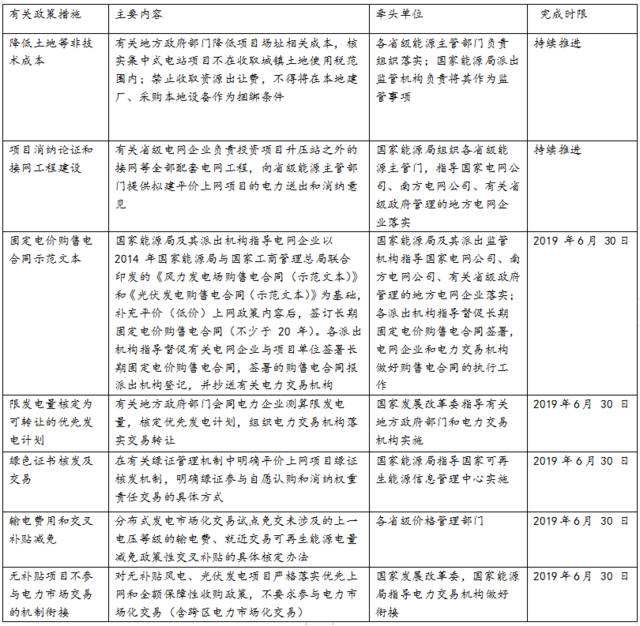 有关政策措施
主要内容
牵头单位
完成时限
降低土地等非技
术成本
有关地方政府部门降低项目场址相关成本，核
实集中式电站项目不在收取城镇土地使用税范
围内；禁止收取资源出让费，不得将在本地建
厂、采购本地设备作为捆绑条件
各省级能源主管部门负责
组织落实；国家能源局派出
监管机构负责将其作为监
管事项
持续推进
项目消纳论证和
接网工程建设
有关省级电网企业负责投资项目升压站之外的
接网等全部配套电网工程，向省级能源主管部
门提供拟建平价上网项目的电力送出和消纳意
见
国家能源局组织各省级能
源主管门，指导国家电网公
司、南方电网公司、有关省
级政府管理的地方电网企
业落实
持续推进
固定电价购售电
合同示范文本
国家能源局及其派出机构指导电网企业以
2014 年国家能源局与国家工商管理总局联合
印发的《风力发电场购售电合同（示范文本）》
和《光伏发电购售电合同（示范文本）》为基础，
补充平价（低价）上网政策内容后，签订长期
固定电价购售电合同（不少于 20 年）。各派出
机构指导督促有关电网企业与项目单位签署长
期固定电价购售合同，签署的购售合同报
派出机构登记，并抄送有关电力交易机构
国家能源局及其派出监管
机构指导国家电网公司、南
方电网公司、有关省级政府
管理的地方电网企业落实；
各派出机构指导督促长期
固定电价购售合同签署，
电网企业和电力交易机构
做好购售电合同的执行工
作
2019 年 6 月 30 日
限发电量核定为
可转让的优先发
电计划
有关地方政府部门会同电力企业测算限发电
量，核定优先发电计划，组织电力交易机构落
实交易转让
国家发展改革委指导有关
地方政府部门和电力交易
机构实施
2019 年 6 月 30 日
绿色证书核发及
交易
在有关绿证管理机制中明确平价上网项目绿证
核发机制，明确绿证参与自愿认购和消纳权重
责任交易的具体方式
国家能源局指导国家可再
生能源信息管理中心实施
2019 年 6 月 30 日
输电费用和交叉
补贴减免
分布式发电市场化交易试点免交未涉及的上一
电压等级的输电费、就近交易可再生能源电量
减免政策性交叉补贴的具体核定办法
各省级价格管理部门
2019 年 6 月 30 日
无补贴项目不参
与电力市场交易
的机制衔接
对无补贴风电、光伏发电项目严格落实优先上
网和全额保障性收购政策，不要求参与电力市
场化交易（含跨区电力市场化交易）
国家发展改革委，国家能源
局指导电力交易机构做好
衔接
2019 年 6 月 30 日